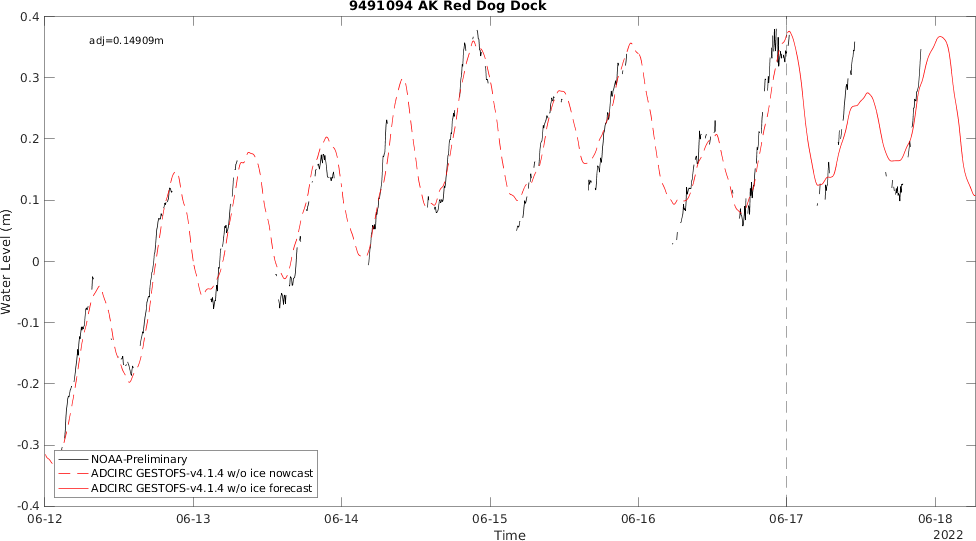 9491094 AK Red Dog Dock
adj=0.14909m
0.4
0.3
0.2
0.1
0
-0.1
-0.2
-0.3
-0.4
Water Level (m)
NOAA-Preliminary
ADCIRC GESTOFS-v4.1.4 w/o ice nowcast
ADCIRC GESTOFS-v4.1.4 w/o ice forecast
06-12 06-13 06-14 06-15 06-16 06-17 06-18
Time
2022